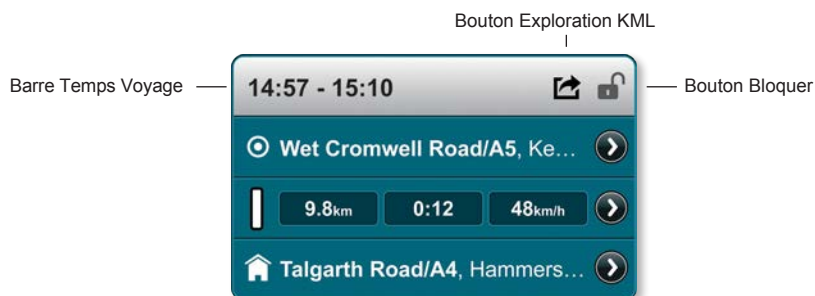 Bouton Exploration KML
Barre Temps Voyage
14:57 - 15:10
Bouton Bloquer
Wet Cromwell Road/A5, Ke...
9.8km 0:12 48km/h
Talgarth Road/A4, Hammers...